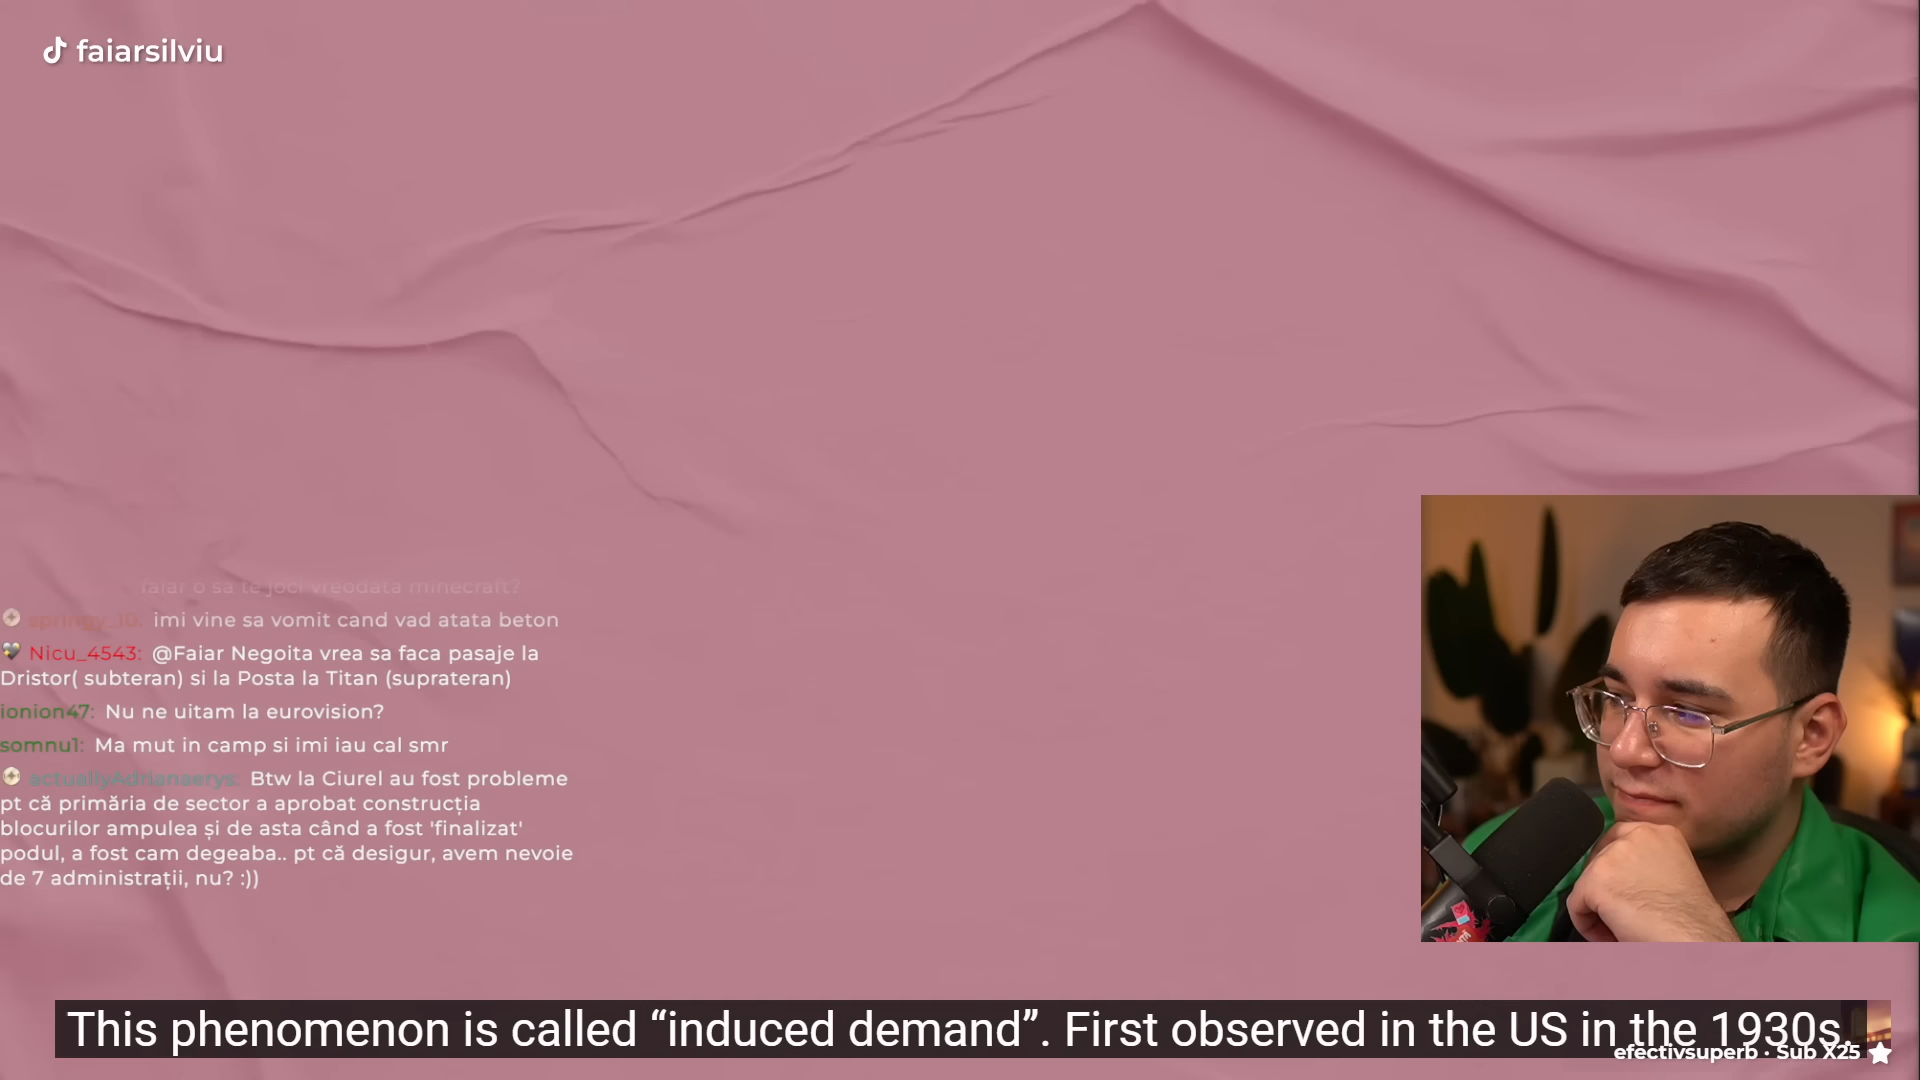 faiarsilviu
faiar o sa te joci vreodata minecraft?
springy_10: imi vine sa vomit cand vad atata beton
Nicu_4543: @Faiar Negoita vrea sa faca pasaje la
Dristor( subteran) si la Posta la Titan (suprateran)
ionion47: Nu ne uitam la eurovision?
somnu1: Ma mut in camp si imi iau cal smr
actuallyAdrianaerys: Btw la Ciurel au fost probleme
pt că primăria de sector a aprobat construcția
blocurilor ampulea și de asta când a fost 'finalizat'
podul, a fost cam degeaba.. pt că desigur, avem nevoie
de 7 administrații, nu? :))
This phenomenon is called “induced demand”. First observed in the US in the 1930s.
efectivsuperb · Sub X25